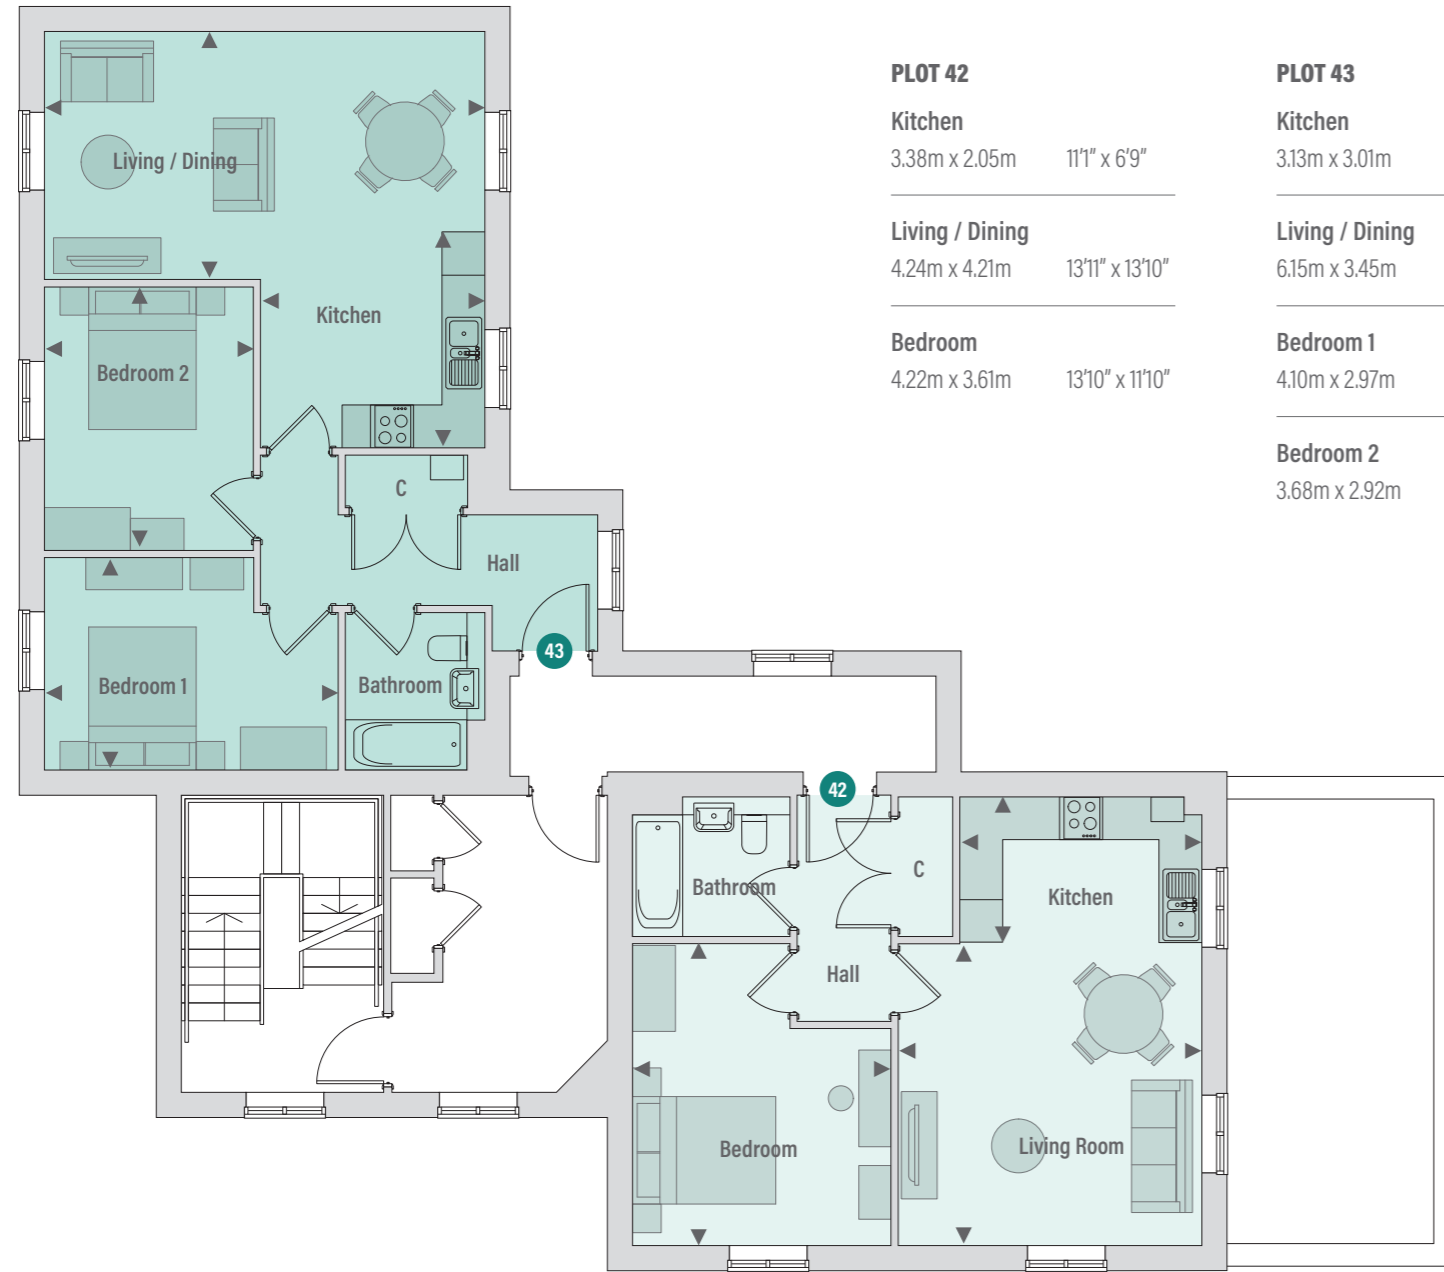 PLOT 42
Kitchen
3.38m x 2.05m 11'1" x 6'9"
Living / Dining
4.24m x 4.21m 13'11" x 13'10"
Bedroom
4.22m x 3.61m 13'10" x 11'10"
PLOT 43
Kitchen
3.13m x 3.01m
Living / Dining
6.15m x 3.45m
Bedroom 1
4.10m x 2.97m
Bedroom 2
3.68m x 2.92m
Living / Dining
Kitchen
Bedroom 2
C
Hall
Bedroom 1
Bathroom
43
42
Bathroom
C
Kitchen
Hall
Bedroom
Living Room